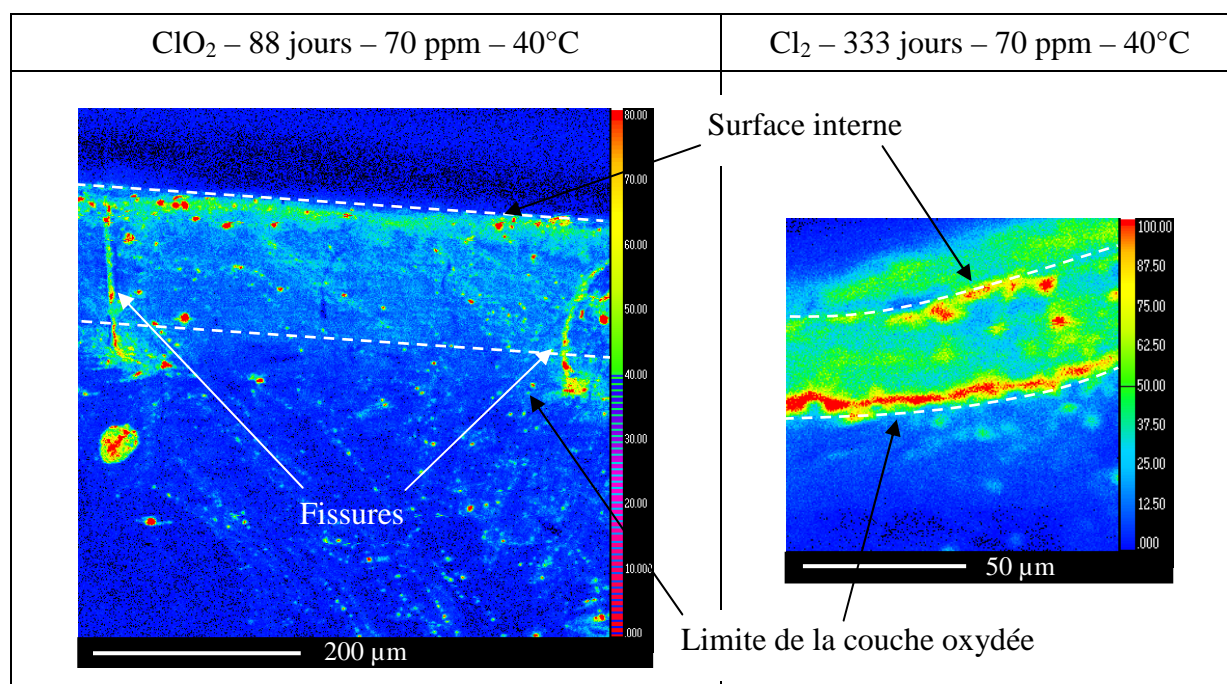 ClO2 – 88 jours – 70 ppm – 40°C
Cl2 – 333 jours – 70 ppm – 40°C
Surface interne
80.00
70.00
60.00
50.00
40.00
30.00
20.00
10.000
.000
Fissures
200 µm
100.00
87.50
75.00
62.50
50.00
37.50
25.00
12.50
.000
50 µm
Limite de la couche oxydée